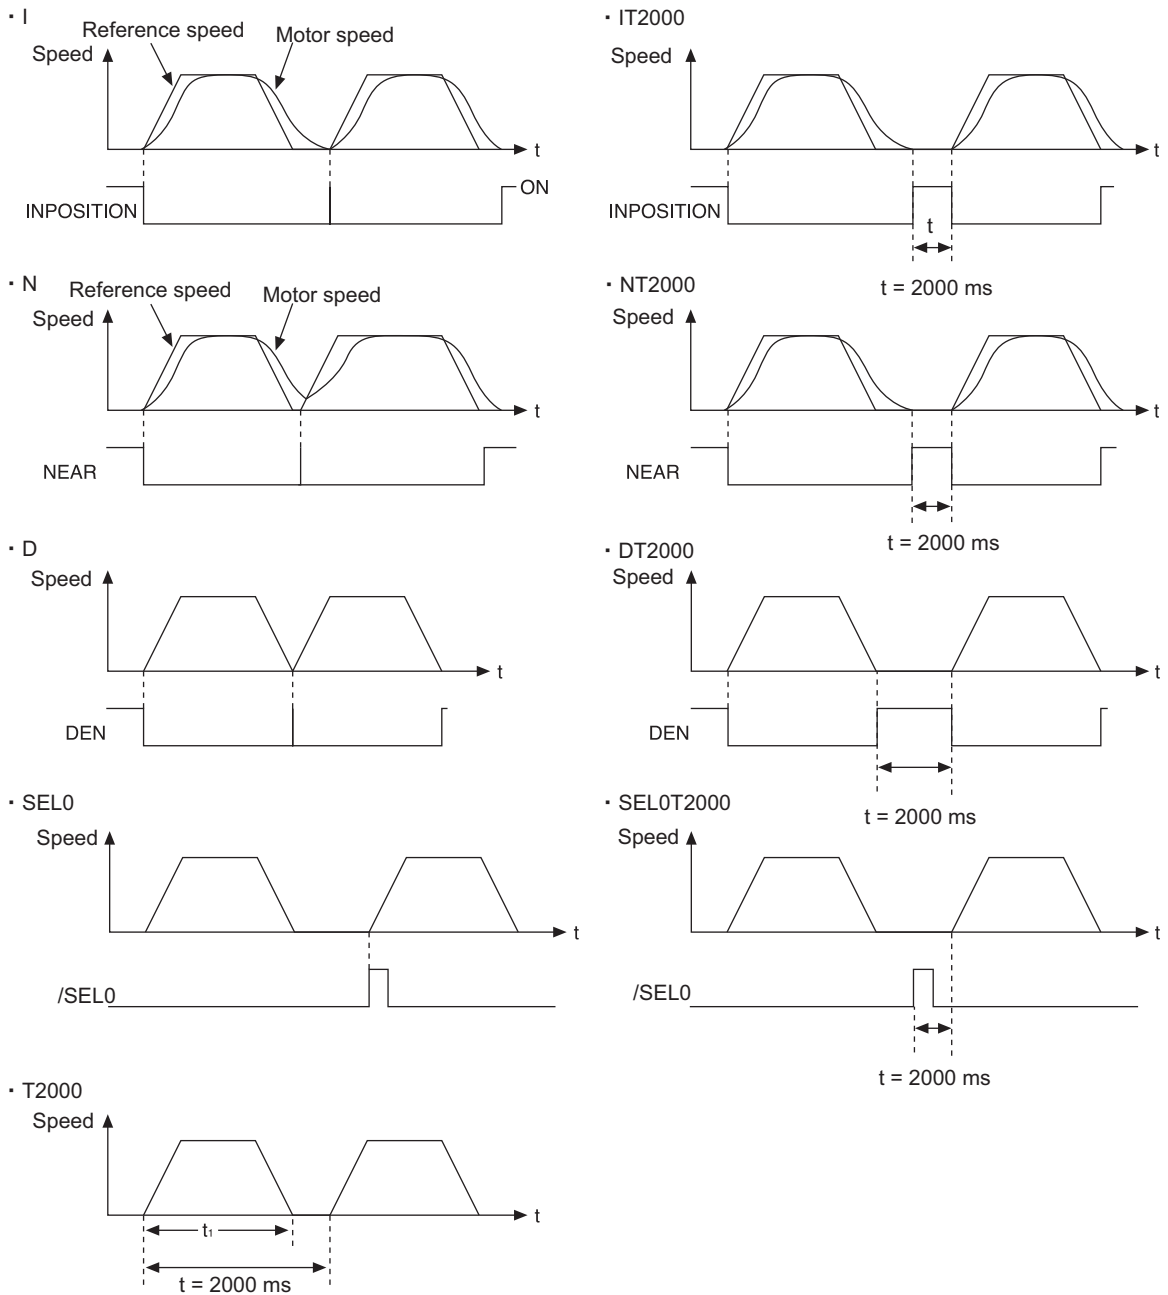 · I
Reference speed
Motor speed
Speed
t
INPOSITION
ON
· IT2000
Speed
t
INPOSITION
t
t = 2000 ms
· N
Reference speed
Motor speed
Speed
t
NEAR
· NT2000
Speed
t
NEAR
t = 2000 ms
· D
Speed
t
DEN
· DT2000
Speed
t
DEN
t = 2000 ms
· SEL0
Speed
t
/SEL0
· SEL0T2000
Speed
t
/SEL0
t = 2000 ms
· T2000
Speed
t
t₁
t = 2000 ms